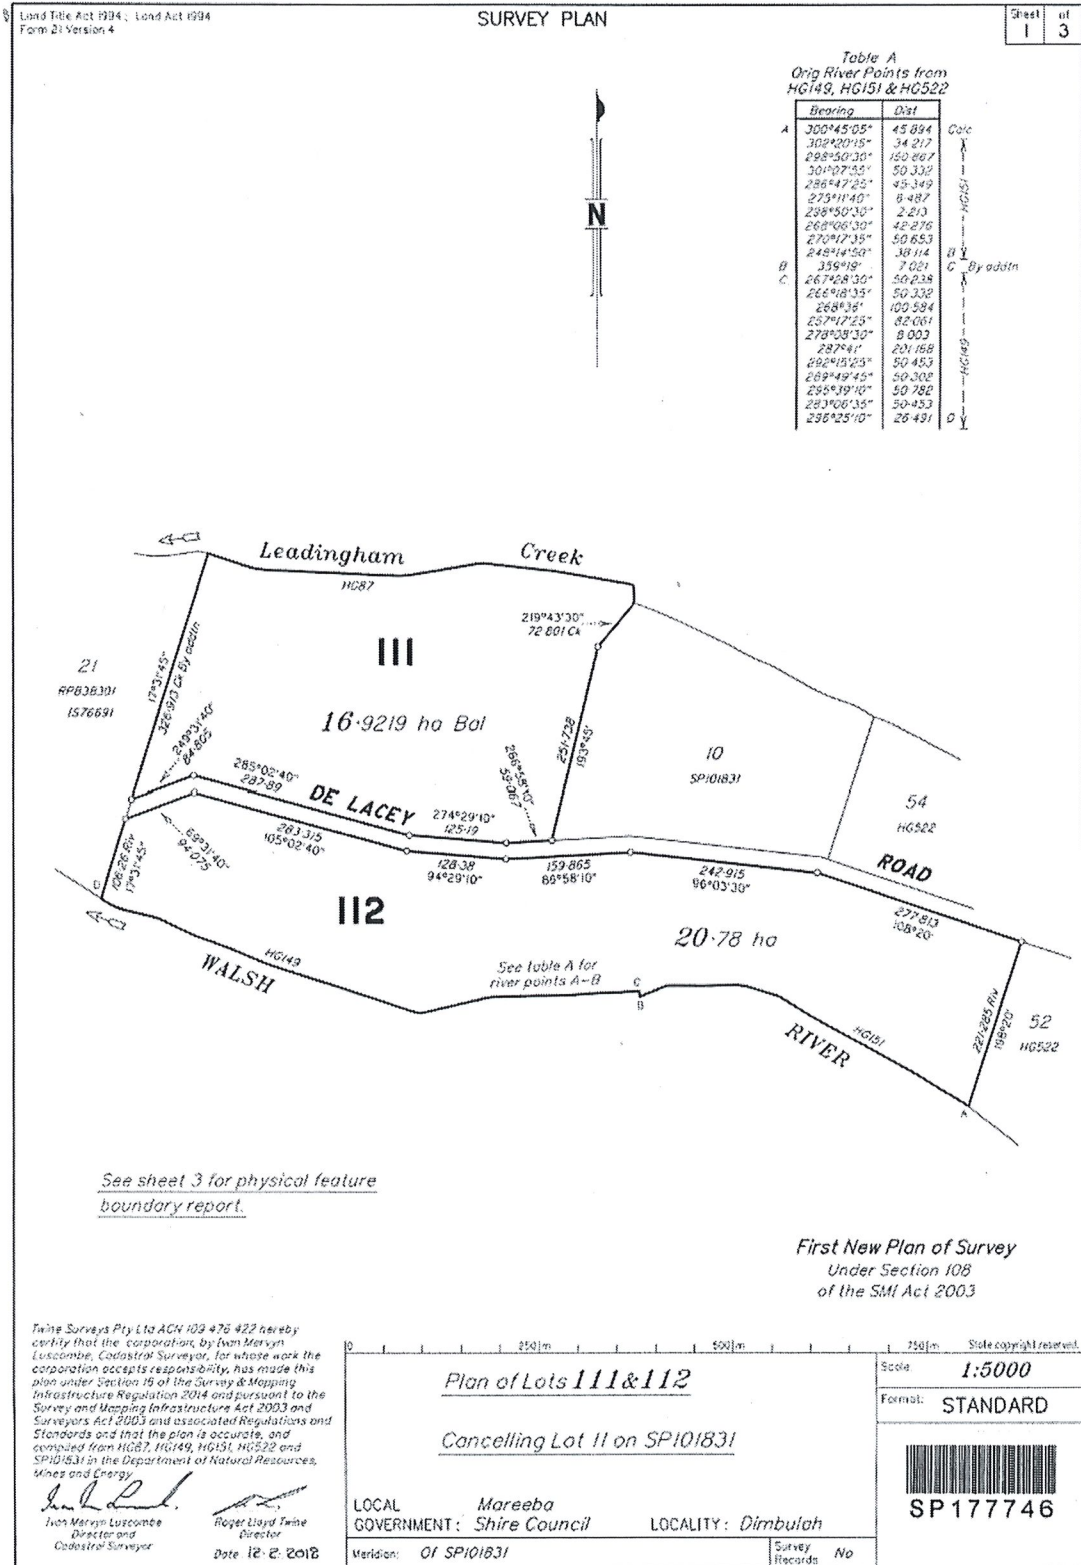 Land Title Act 1994; Land Act 1994
Form 21 Version 4
SURVEY PLAN
Sheet of
1 3
Table A
Orig River Points from
HG149, HG151 & HG522
Bearing Dist
A 300°45'05" 45·894 Calc
302°20'15" 34·217
298°50'30" 150·867
301°07'55" 50·332
286°47'25" 45·349
275°11'40" 6·487
298°50'30" 2·213
268°06'30" 42·276
270°17'35" 50·653
248°14'50" 38·114 B
HG151
B 359°19' 7·021 C By addtn
C 267°28'30" 50·238
266°18'35" 50·332
268°36' 100·584
257°17'25" 82·061
278°08'30" 8·003
287°41' 201·168
292°15'25" 50·453
289°49'45" 50·302
295°39'10" 50·782
283°06'35" 50·453
296°25'10" 26·491 D
HG149
N
Leadingham Creek
HG87
219°43'30"
72·801 Ck
111
16·9219 ha Bal
21
RP838301
IS76691
17°31'45"
326·913 Ck By addtn
249°31'40"
84·805
285°02'40"
287·89
DE LACEY
274°29'10"
125·19
266°58'10"
59·067
251·738
193°45'
10
SP101831
54
HG522
ROAD
106·26 Riv
17°31'45"
69°31'40"
94·075
283·315
105°02'40"
128·38
94°29'10"
159·865
86°58'10"
242·915
96°03'30"
277·813
108°20'
D
112
20·78 ha
HG149
WALSH
See table A for
river points A-B
C
B
RIVER
HG151
221·285 Riv
198°20'
52
HG522
A
See sheet 3 for physical feature
boundary report.
First New Plan of Survey
Under Section 108
of the SMI Act 2003
Twine Surveys Pty Ltd ACN 109 476 422 hereby
certify that the corporation, by Ivan Mervyn
Luscombe, Cadastral Surveyor, for whose work the
corporation accepts responsibility, has made this
plan under Section 16 of the Survey & Mapping
Infrastructure Regulation 2014 and pursuant to the
Survey and Mapping Infrastructure Act 2003 and
Surveyors Act 2003 and associated Regulations and
Standards and that the plan is accurate, and
compiled from HG87, HG149, HG151, HG522 and
SP101831 in the Department of Natural Resources,
Mines and Energy
Ivan Mervyn Luscombe
Director and
Cadastral Surveyor
Roger Lloyd Twine
Director
Date 12·2·2018
0 250m 500m 750m State copyright reserved.
Plan of Lots 111 & 112
Cancelling Lot 11 on SP101831
Scale 1:5000
Format: STANDARD
SP177746
LOCAL Mareeba
GOVERNMENT: Shire Council LOCALITY: Dimbulah
Meridian: Of SP101831
Survey
Records No